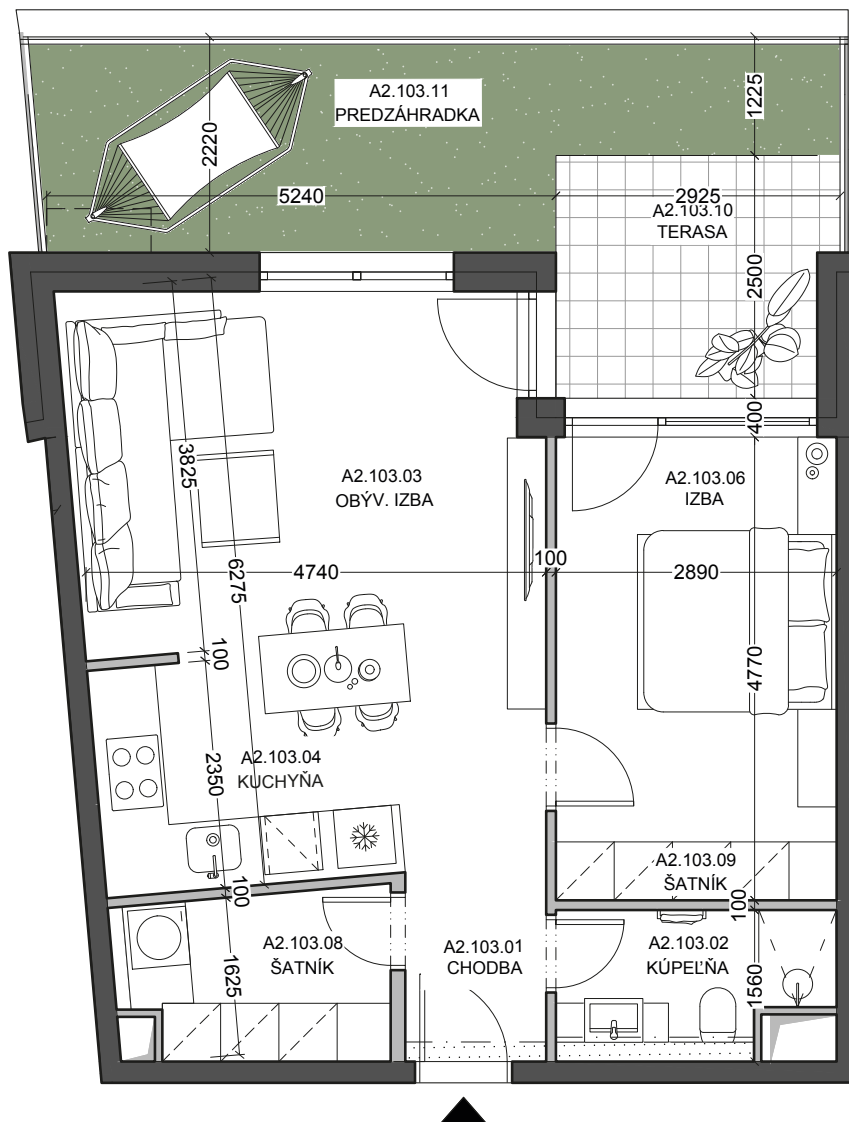 A2.103.11
PREDZÁHRADKA
1225
2220
5240
2925
A2.103.10
TERASA
2500
400
3825
A2.103.03
OBÝV. IZBA
A2.103.06
IZBA
6275
4740
100
2890
100
4770
A2.103.04
KUCHYŇA
2350
A2.103.09
ŠATNÍK
100
100
A2.103.08
ŠATNÍK
A2.103.01
CHODBA
A2.103.02
KÚPEĽŇA
1625
1560